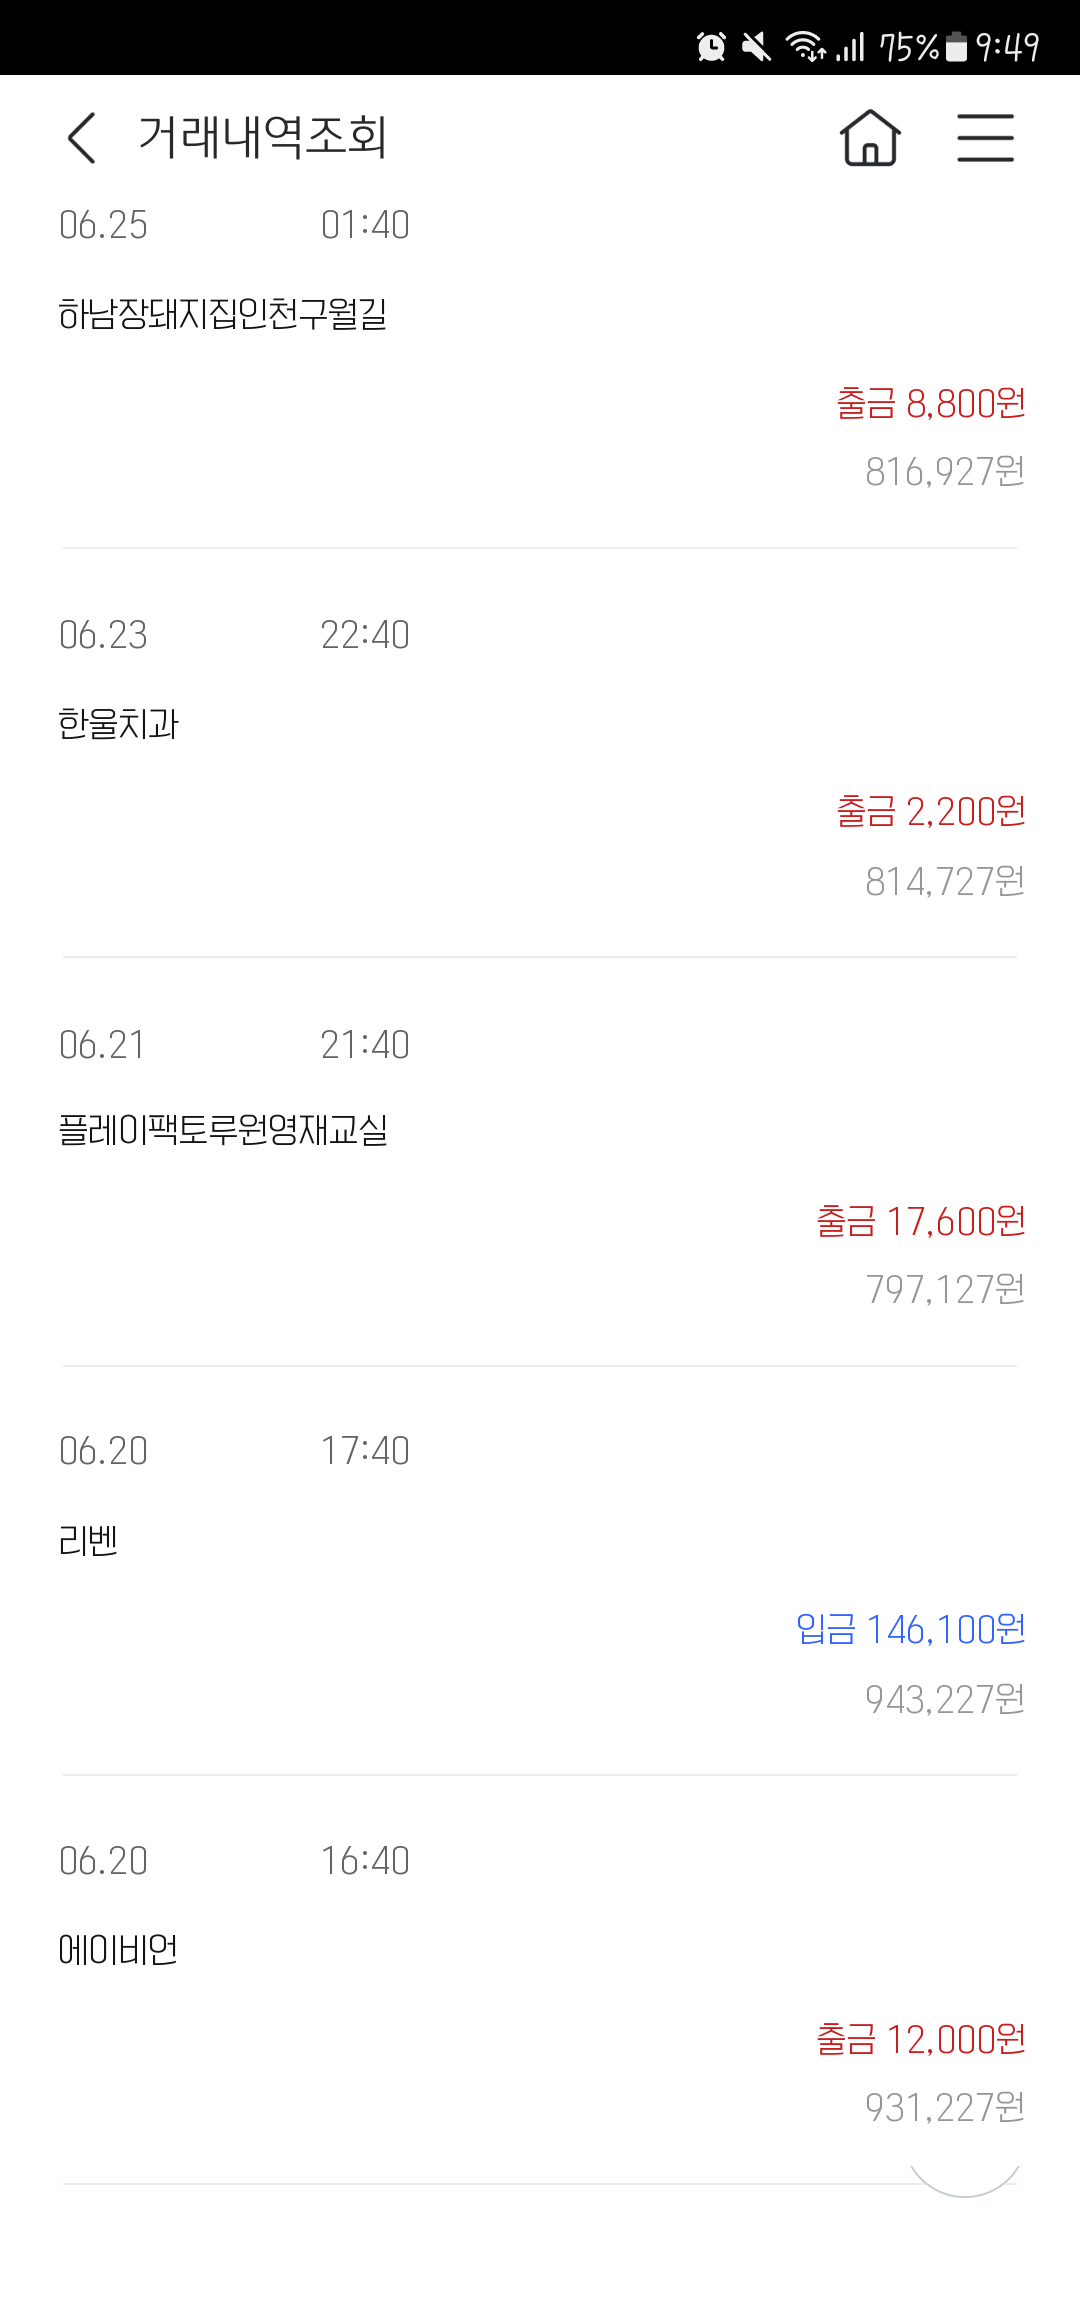 75% 9:49
거래내역조회
06.25 01:40
하남장돼지집인천구월길
출금 8,800원
816,927원
06.23 22:40
한울치과
출금 2,200원
814,727원
06.21 21:40
플레이팩토루원영재교실
출금 17,600원
797,127원
06.20 17:40
리벤
입금 146,100원
943,227원
06.20 16:40
에이비언
출금 12,000원
931,227원